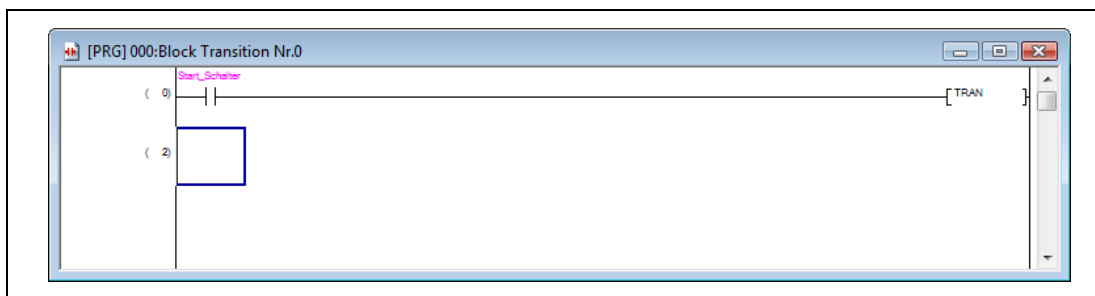 [PRG] 000:Block Transition Nr.0
Start_Schalter
( 0) [ TRAN ]
( 2)